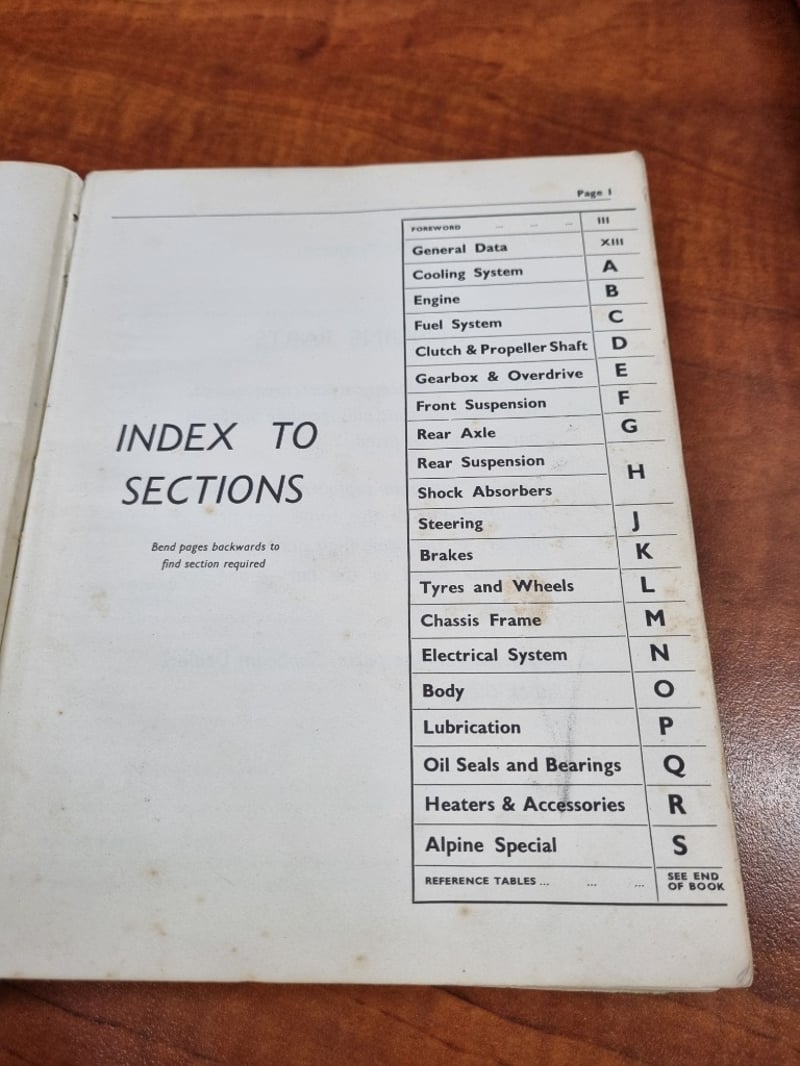 Page 1
INDEX TO
SECTIONS
Bend pages backwards to
find section required
FOREWORD ... ... ... III
General Data XIII
Cooling System A
Engine B
Fuel System C
Clutch & Propeller Shaft D
Gearbox & Overdrive E
Front Suspension F
Rear Axle G
Rear Suspension H
Shock Absorbers
Steering J
Brakes K
Tyres and Wheels L
Chassis Frame M
Electrical System N
Body O
Lubrication P
Oil Seals and Bearings Q
Heaters & Accessories R
Alpine Special S
REFERENCE TABLES ... ... ... SEE END
OF BOOK